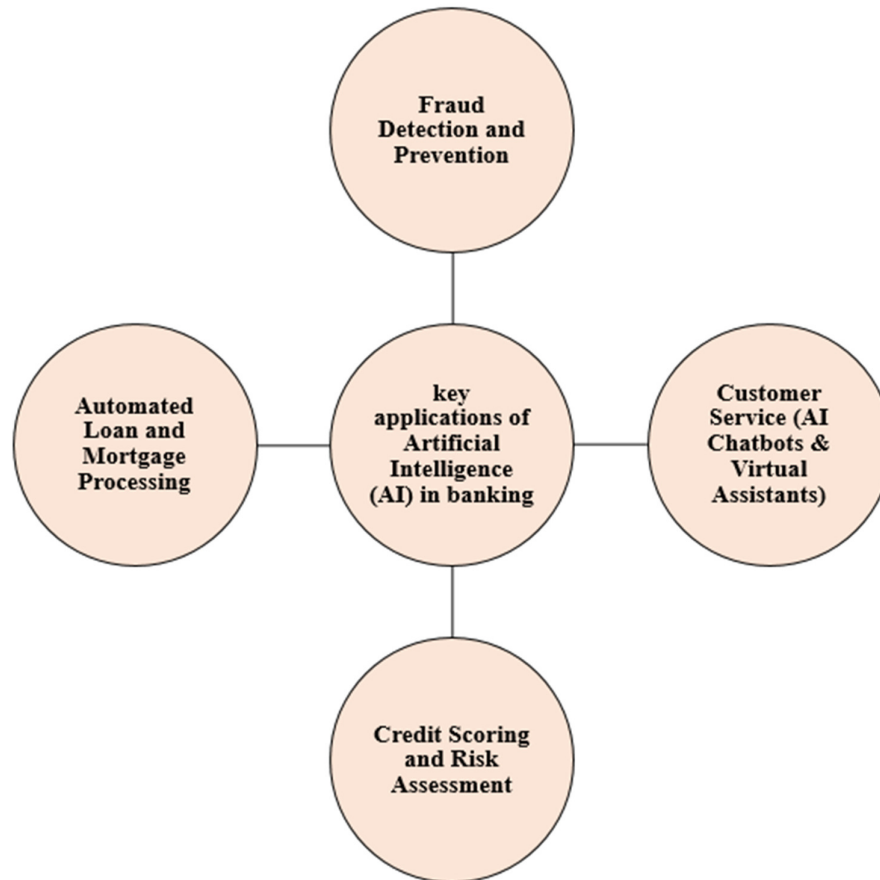 Fraud
Detection and
Prevention
Automated
Loan and
Mortgage
Processing
key
applications of
Artificial
Intelligence
(AI) in banking
Customer
Service (AI
Chatbots &
Virtual
Assistants)
Credit Scoring
and Risk
Assessment